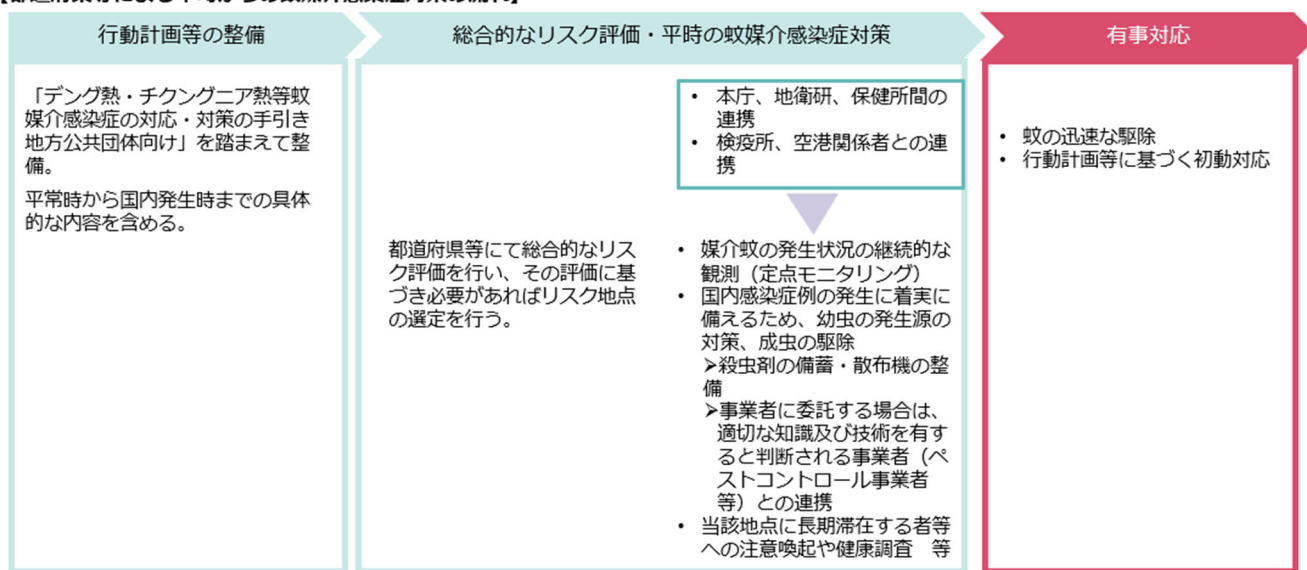 行動計画等の整備
総合的なリスク評価・平時の蚊媒介感染症対策
有事対応
「デング熱・チクングニア熱等蚊
媒介感染症の対応・対策の手引き
地方公共団体向け」を踏まえて整
備。
平常時から国内発生時までの具体
的な内容を含める。
都道府県等にて総合的なリス
ク評価を行い、その評価に基
づき必要があればリスク地点
の選定を行う。
• 本庁、地衛研、保健所間の
連携
• 検疫所、空港関係者との連
携
• 媒介蚊の発生状況の継続的な
観測（定点モニタリング）
• 国内感染症例の発生に着実に
備えるため、幼虫の発生源の
対策、成虫の駆除
➢殺虫剤の備蓄・散布機の整
備
➢事業者に委託する場合は、
適切な知識及び技術を有す
ると判断される事業者（ペ
ストコントロール事業者
等）との連携
• 当該地点に長期滞在する者等
への注意喚起や健康調査　等
• 蚊の迅速な駆除
• 行動計画等に基づく初動対応